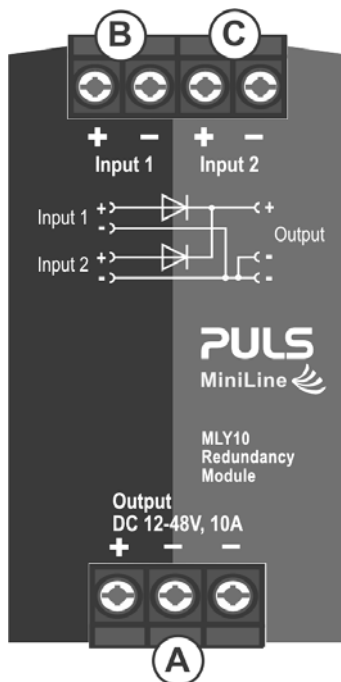 B C
+ − + −
Input 1 Input 2
Input 1 + - + Output
Input 2 + - - -
PULS
MiniLine
MLY10
Redundancy
Module
Output
DC 12-48V, 10A
+ − −
A